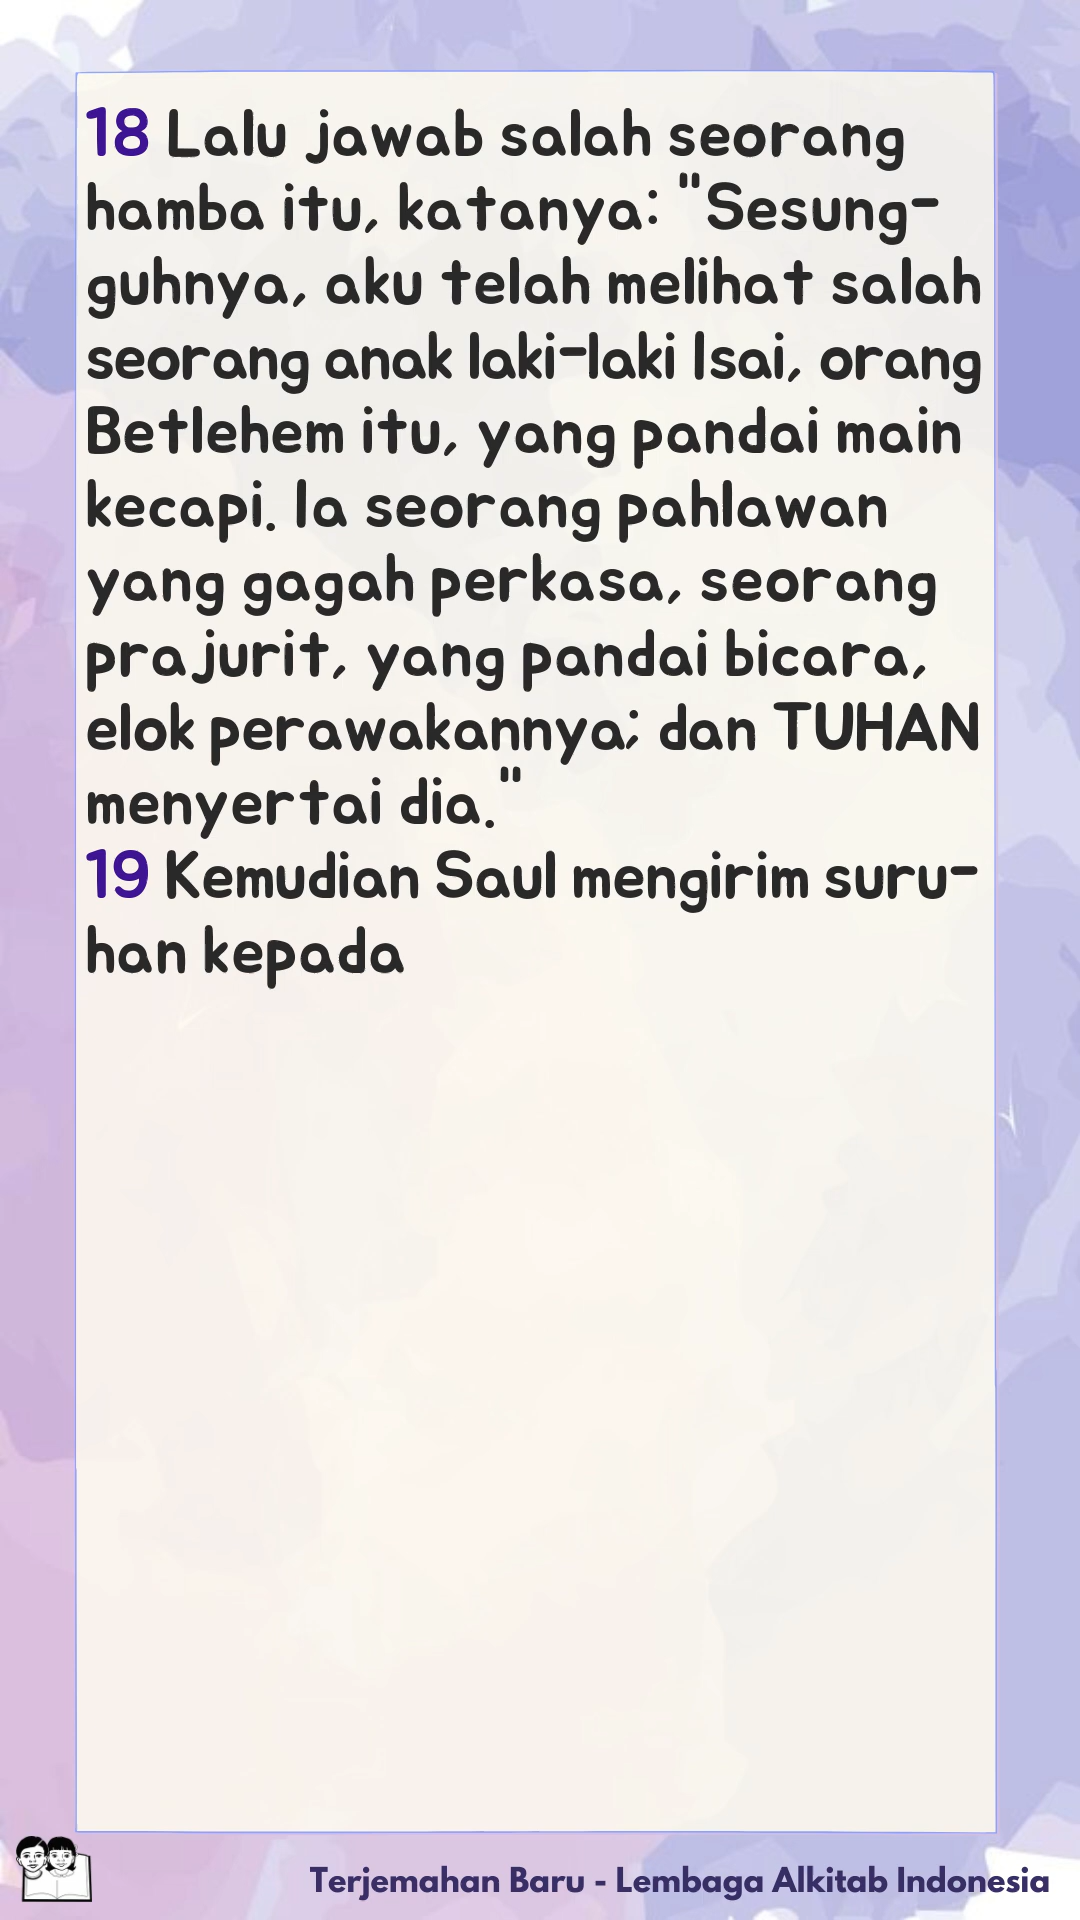 18 Lalu jawab salah seorang
hamba itu, katanya: "Sesung-
guhnya, aku telah melihat salah
seorang anak laki-laki Isai, orang
Betlehem itu, yang pandai main
kecapi. Ia seorang pahlawan
yang gagah perkasa, seorang
prajurit, yang pandai bicara,
elok perawakannya; dan TUHAN
menyertai dia."
19 Kemudian Saul mengirim suru-
han kepada
Terjemahan Baru - Lembaga Alkitab Indonesia